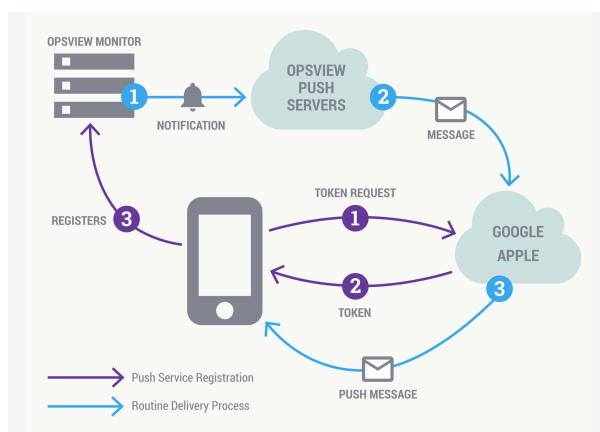 OPSVIEW MONITOR
OPSVIEW
PUSH
SERVERS
1
2
NOTIFICATION
MESSAGE
TOKEN REQUEST
REGISTERS
3
1
GOOGLE
APPLE
2
3
TOKEN
PUSH MESSAGE
Push Service Registration
Routine Delivery Process